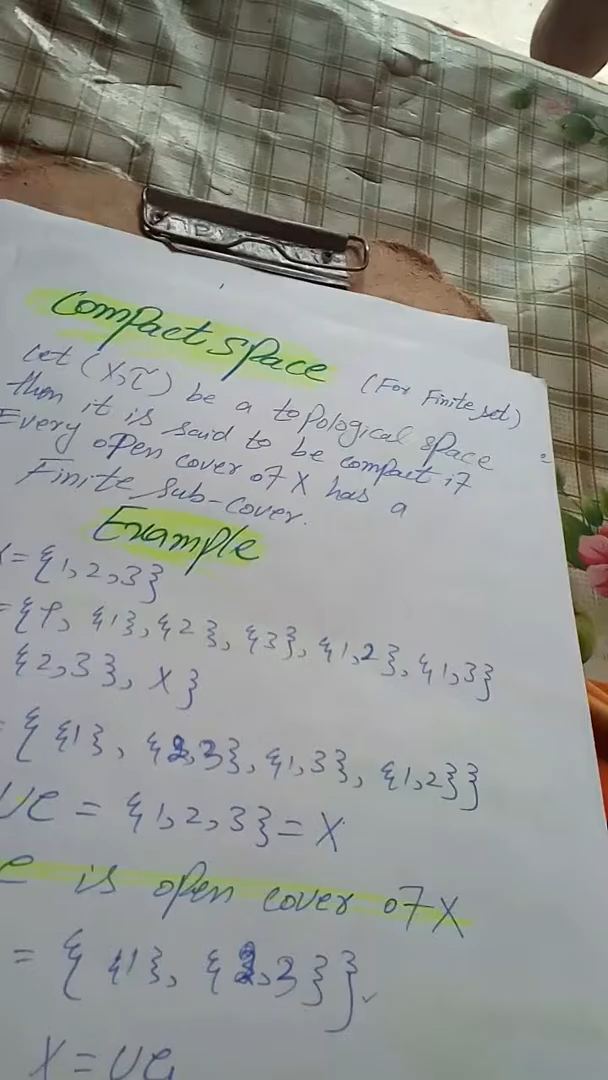 Compact Space (For Finite set)
Let (X,τ) be a topological space
then it is said to be compact if
Every open cover of X has a
Finite Sub-cover.
Example
X = {1,2,3}
= {φ, {1}, {2}, {3}, {1,2}, {1,3}
{2,3}, X}
= { {1}, {2,3}, {1,3}, {1,2}}
UC = {1,2,3} = X
C is open cover of X
= { {1}, {2,3}}
X = UC₁